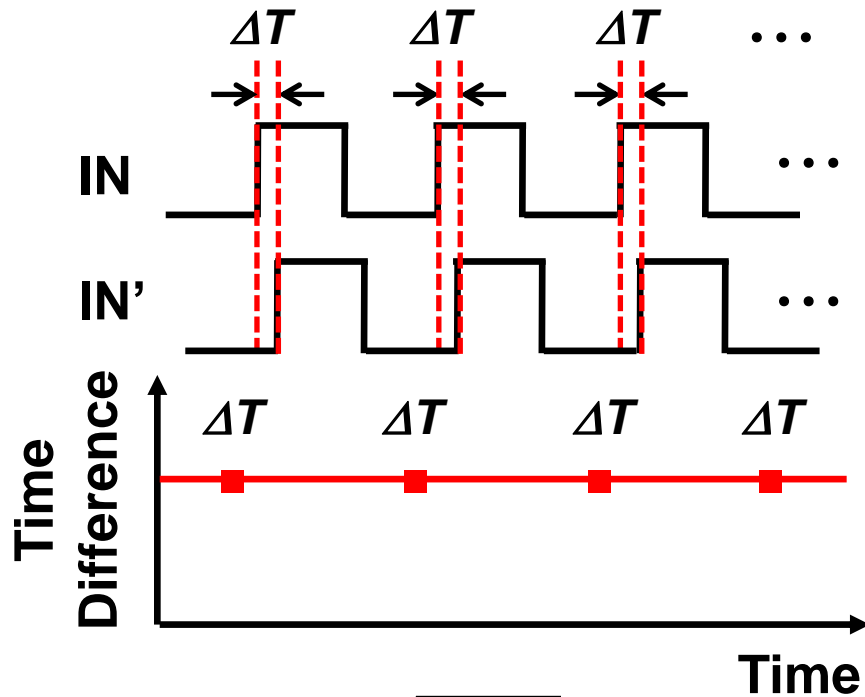 ΔT ΔT ΔT ...
IN ...
IN’ ...
Time
Difference
ΔT ΔT ΔT ΔT
Time